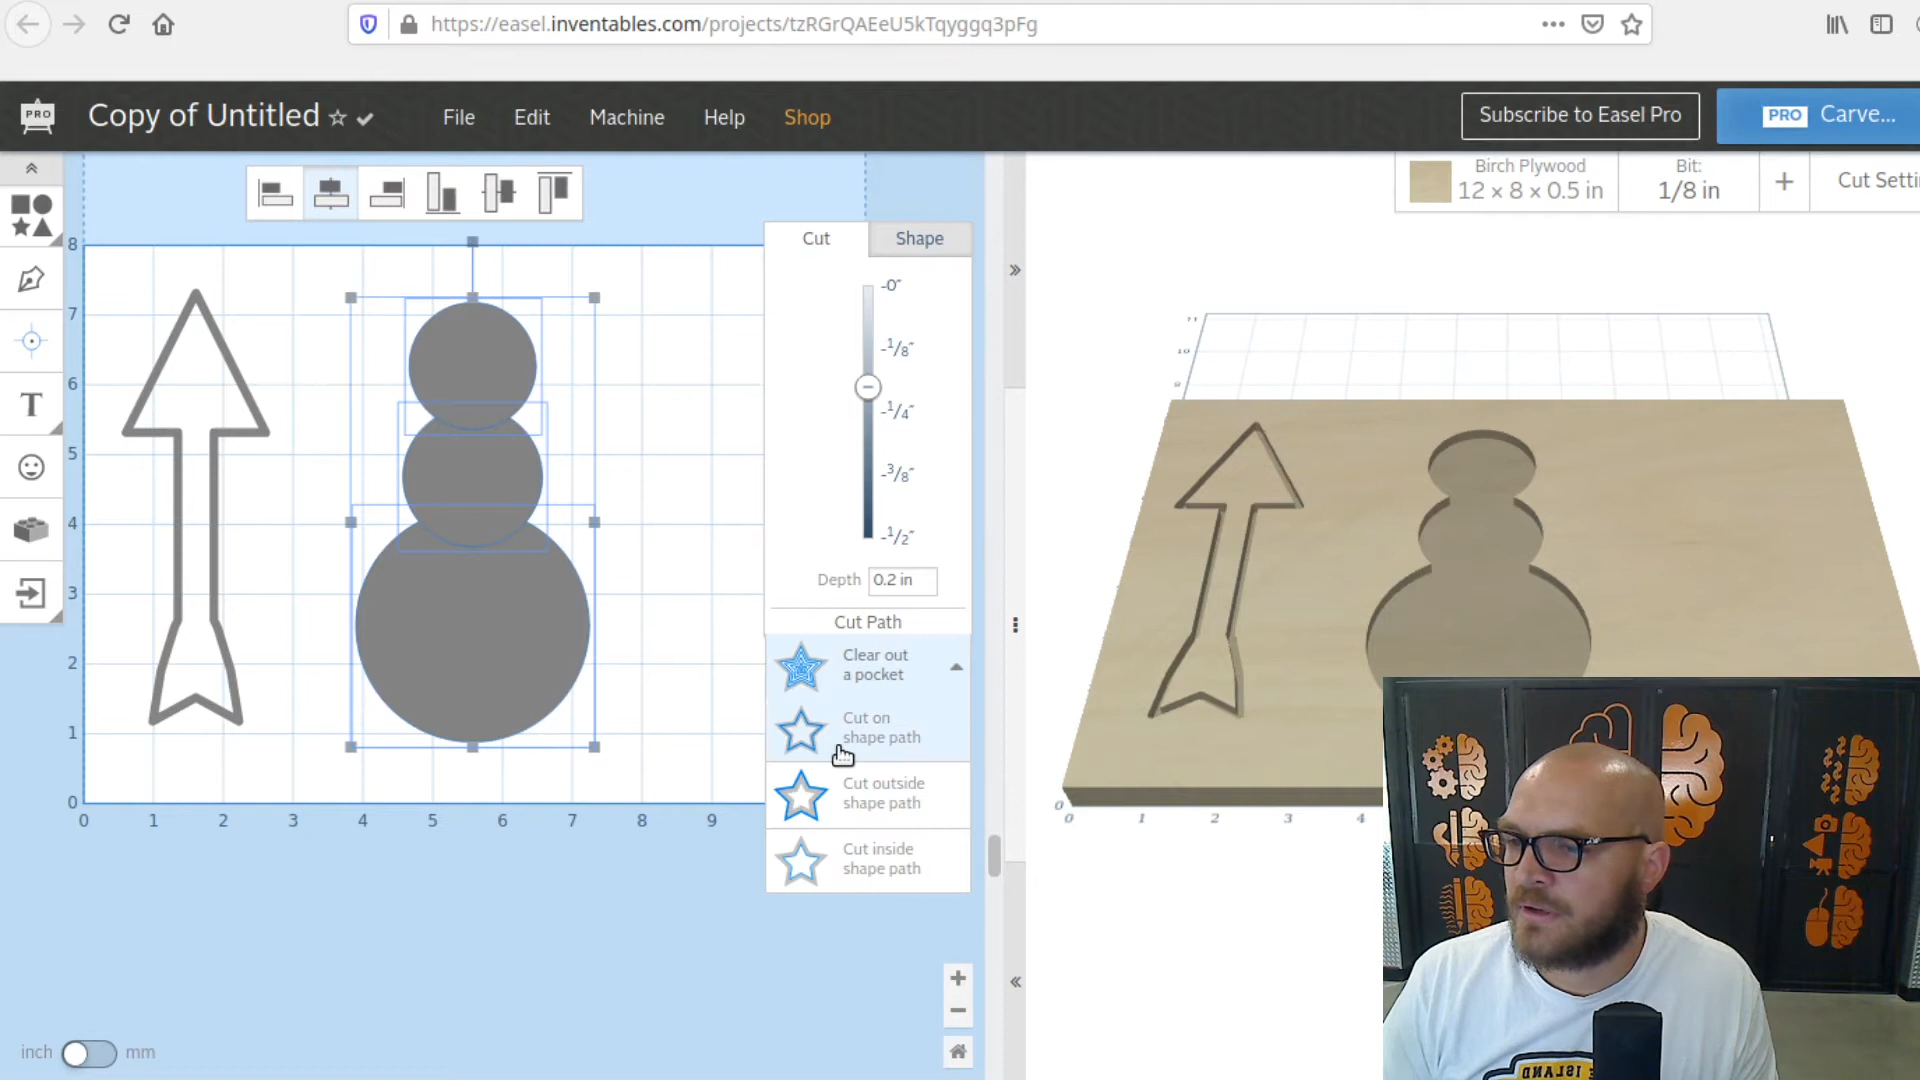 https://easel.inventables.com/projects/tzRGrQAEeU5kTqyggq3pFg
PRO
Copy of Untitled
File
Edit
Machine
Help
Shop
Subscribe to Easel Pro
PRO
Carve...
Birch Plywood
12 × 8 × 0.5 in
Bit:
1/8 in
+
Cut Setti
Cut
Shape
-0"
-1/8"
-1/4"
-3/8"
-1/2"
Depth
0.2 in
Cut Path
Clear out
a pocket
Cut on
shape path
Cut outside
shape path
Cut inside
shape path
T
8
7
6
5
4
3
2
1
0
0
1
2
3
4
5
6
7
8
9
11
10
9
0
0
1
2
3
4
inch
mm
ISLAND